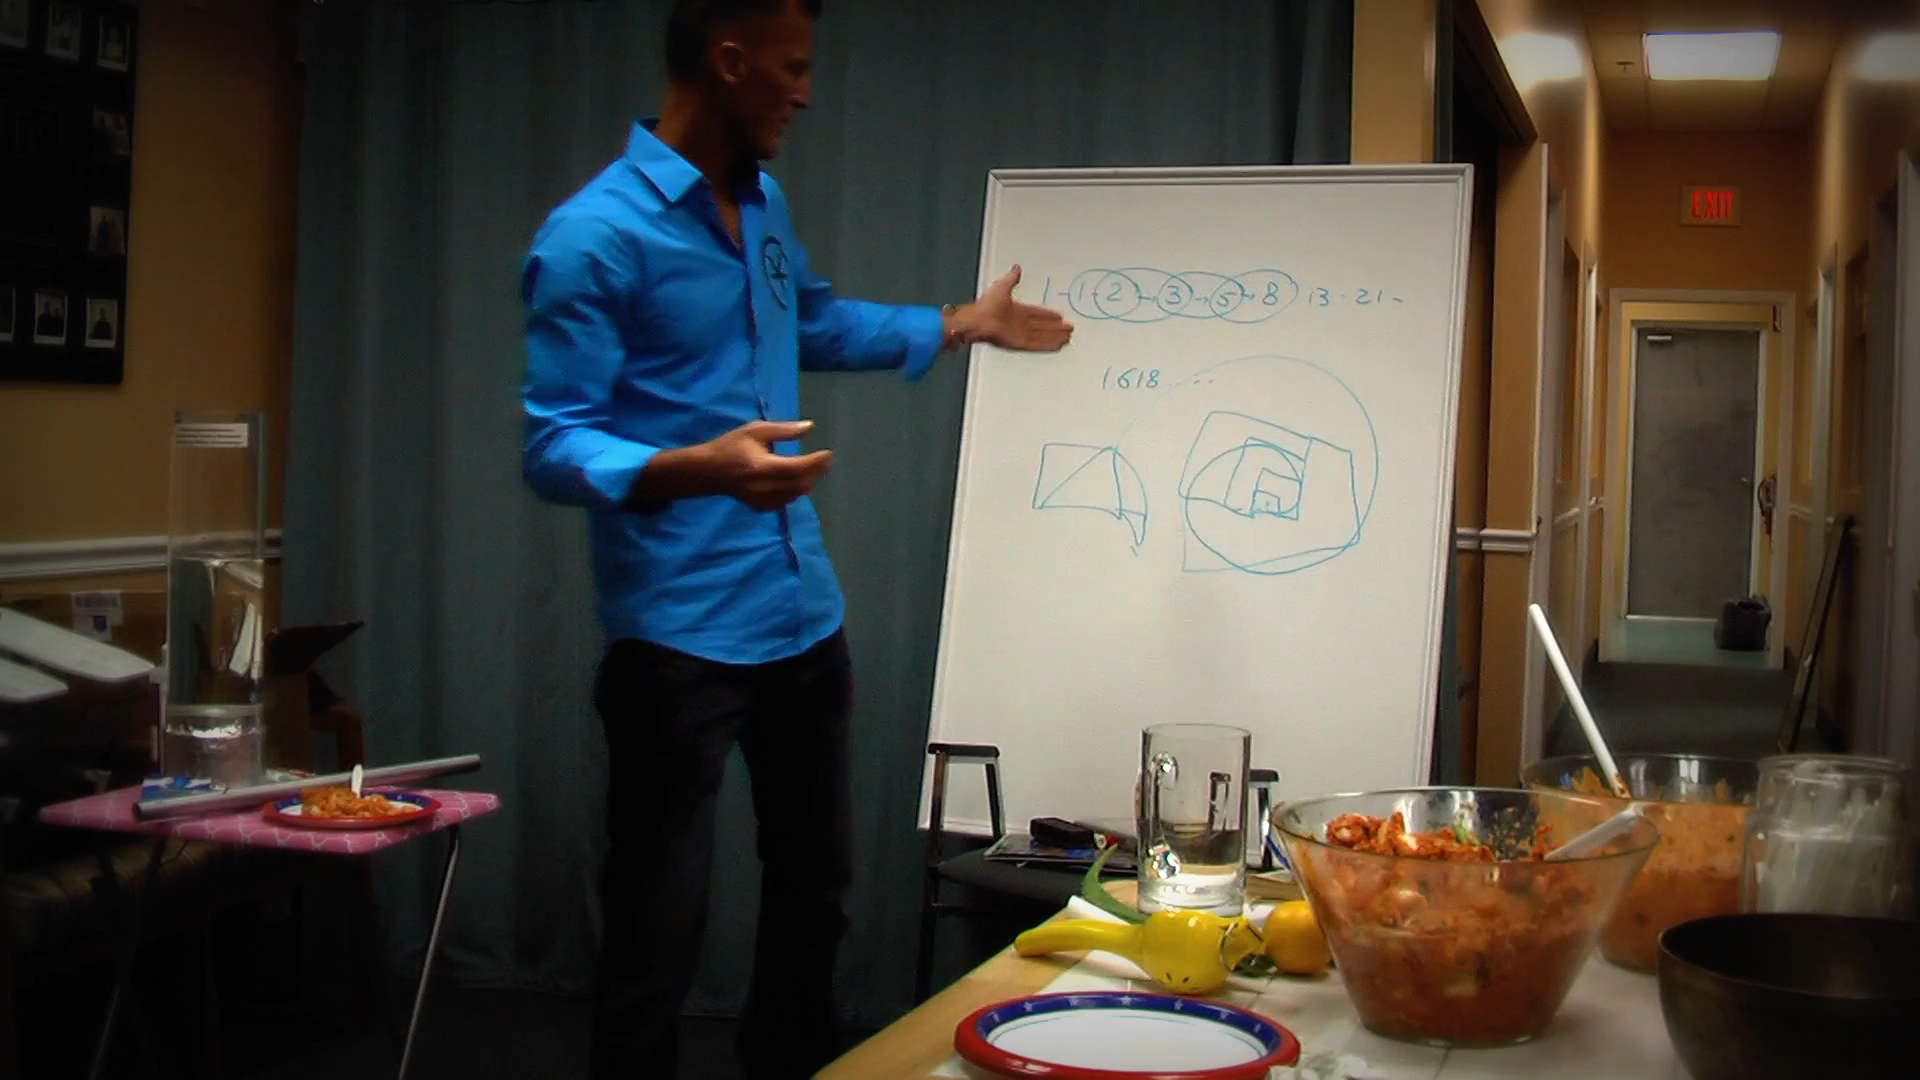 1 - 1 - 2 - 3 - 5 - 8 13 - 21 -
1.618.....
EXIT